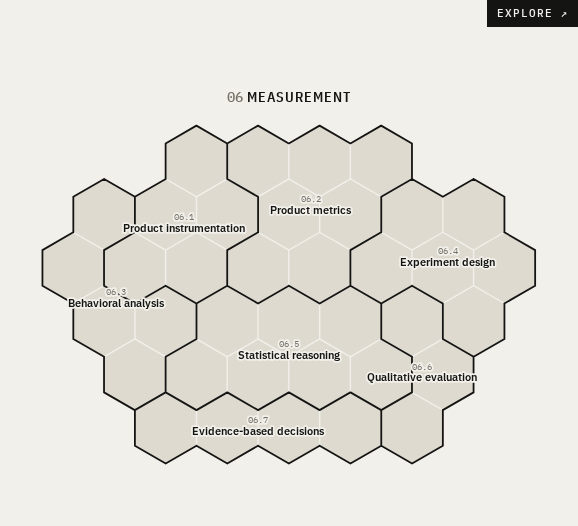 EXPLORE ↗
06 MEASUREMENT
06.1
Product instrumentation
06.2
Product metrics
06.3
Behavioral analysis
06.4
Experiment design
06.5
Statistical reasoning
06.6
Qualitative evaluation
06.7
Evidence-based decisions